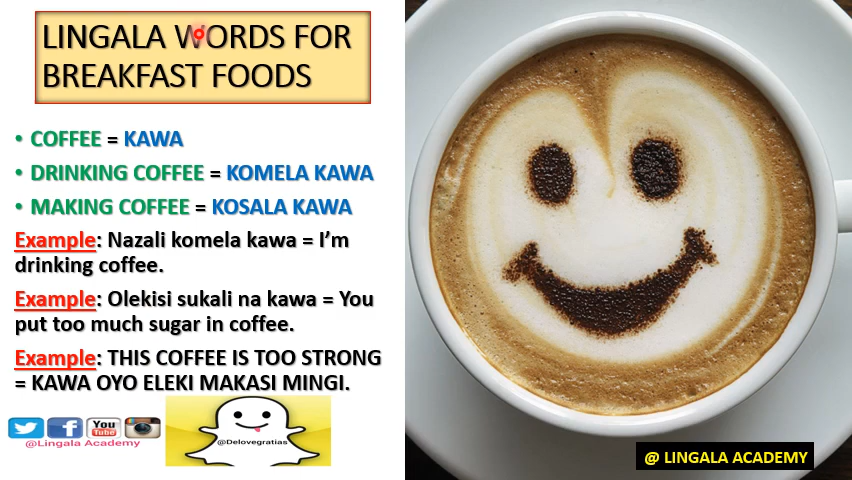 LINGALA WORDS FOR
BREAKFAST FOODS
• COFFEE = KAWA
• DRINKING COFFEE = KOMELA KAWA
• MAKING COFFEE = KOSALA KAWA
Example: Nazali komela kawa = I'm
drinking coffee.
Example: Olekisi sukali na kawa = You
put too much sugar in coffee.
Example: THIS COFFEE IS TOO STRONG
= KAWA OYO ELEKI MAKASI MINGI.
You
Tube
@Lingala Academy
@Delovegratias
@ LINGALA ACADEMY